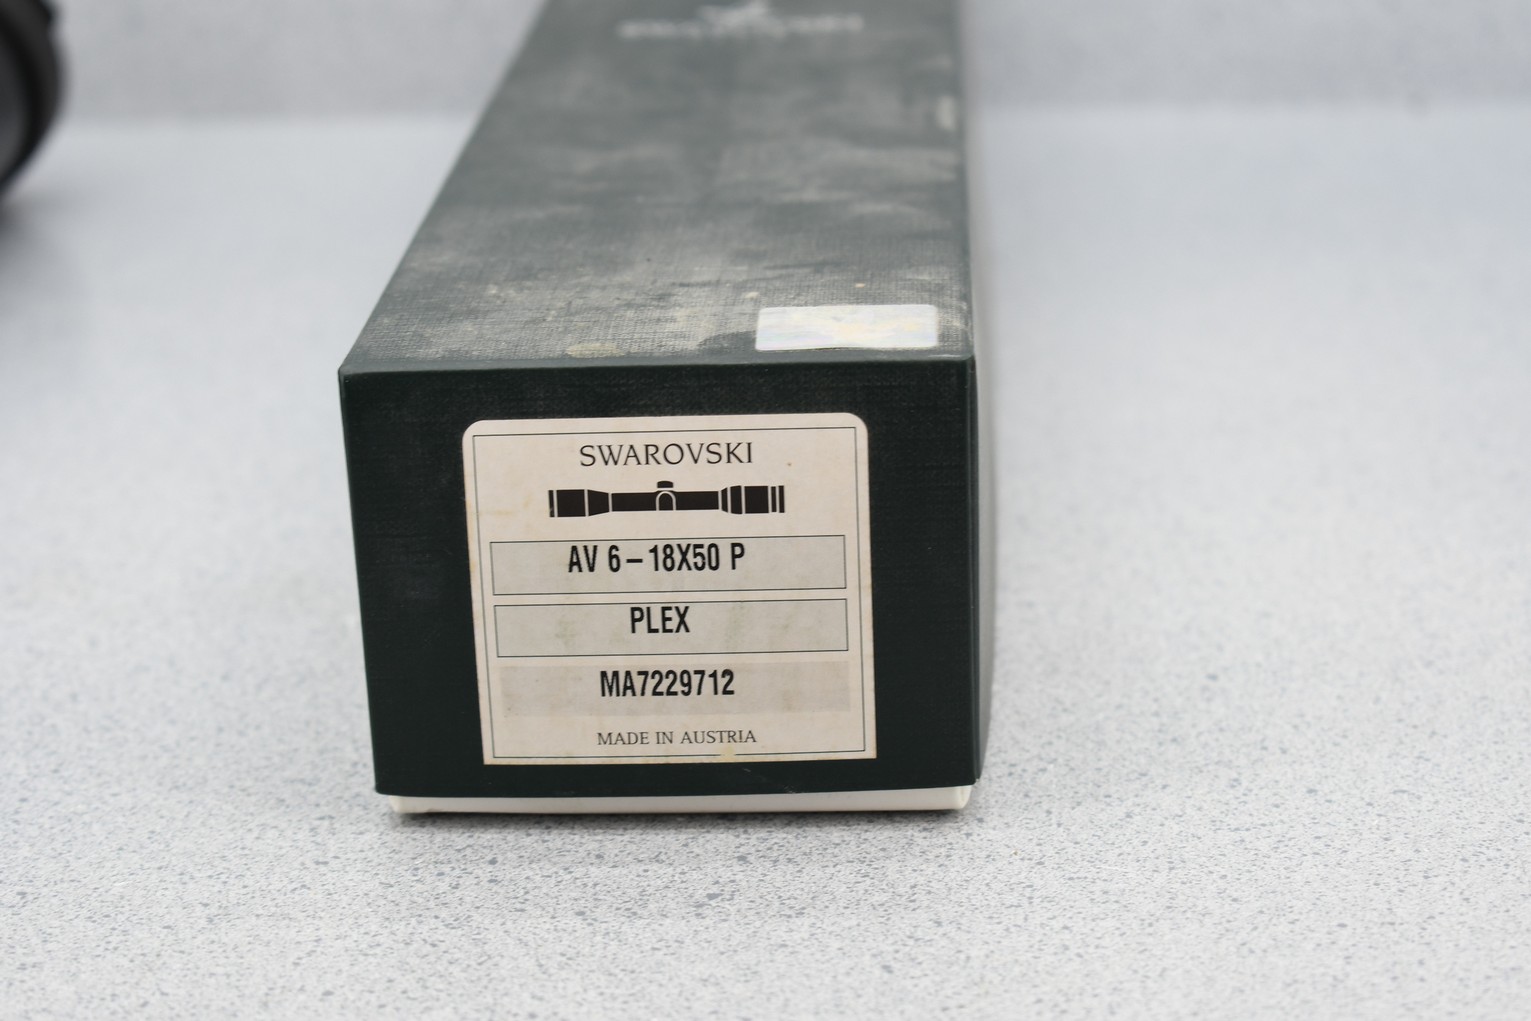 SWAROVSKI
AV 6–18X50 P
PLEX
MA7229712
MADE IN AUSTRIA